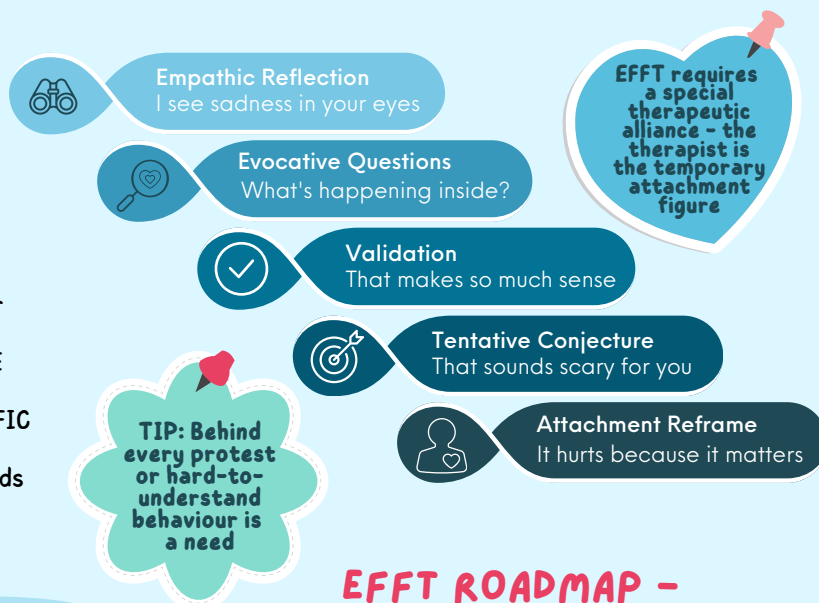 Empathic Reflection
I see sadness in your eyes
EFFT requires
a special
therapeutic
alliance - the
therapist is
the temporary
attachment
figure
Evocative Questions
What's happening inside?
Validation
That makes so much sense
Tentative Conjecture
That sounds scary for you
Attachment Reframe
It hurts because it matters
TIP: Behind
every protest
or hard-to-
understand
behaviour is
a need
EFFT ROADMAP -